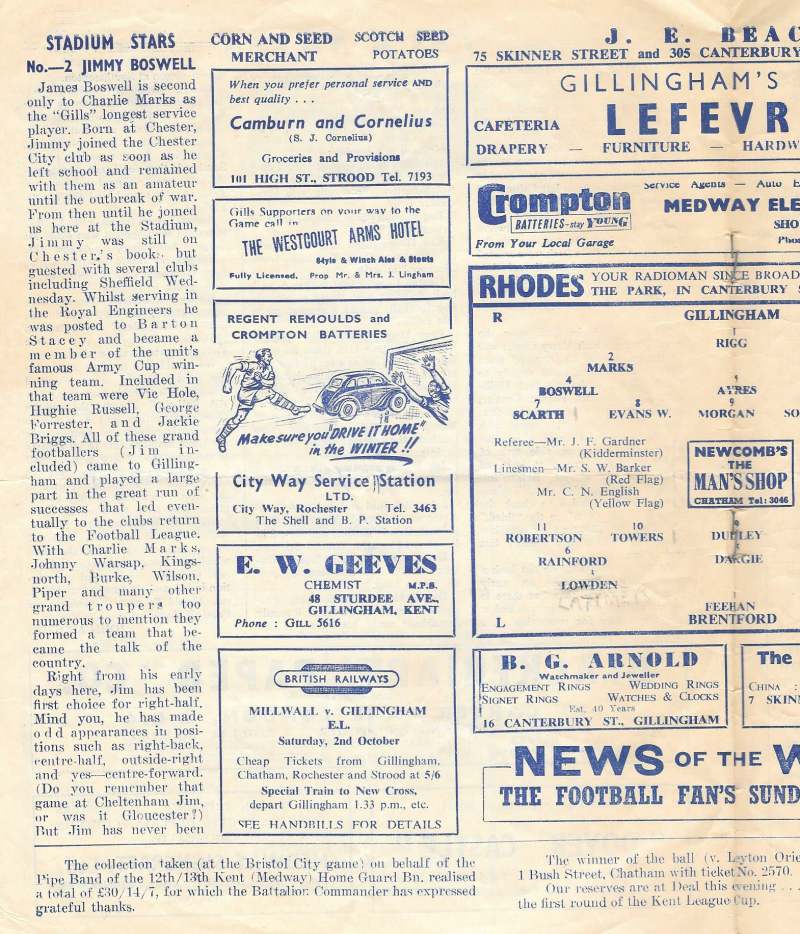 STADIUM STARS
No.—2 JIMMY BOSWELL
James Boswell is second
only to Charlie Marks as
the "Gills" longest service
player. Born at Chester,
Jimmy joined the Chester
City club as soon as he
left school and remained
with them as an amateur
until the outbreak of war.
From then until he joined
us here at the Stadium,
Jimmy was still on
Chester,'s books but
guested with several clubs
including Sheffield Wed-
nesday. Whilst serving in
the Royal Engineers he
was posted to Barton
Stacey and became a
member of the unit's
famous Army Cup win-
ning team. Included in
that team were Vic Hole,
Hughie Russell, George
Forrester, and Jackie
Briggs. All of these grand
footballers (Jim in-
cluded) came to Gilling-
ham and played a large
part in the great run of
successes that led even-
tually to the clubs return
to the Football League.
With Charlie Marks,
Johnny Warsap, Kings-
north, Burke, Wilson,
Piper and many other
grand troupers too
numerous to mention they
formed a team that be-
came the talk of the
country.
Right from his early
days here, Jim has been
first choice for right-half.
Mind you, he has made
odd appearances in posi-
tions such as right-back,
centre-half, outside-right
and yes—centre-forward.
(Do you remember that
game at Cheltenham Jim,
or was it Gloucester?)
But Jim has never been
CORN AND SEED
MERCHANT
SCOTCH SEED
POTATOES
When you prefer personal service AND
best quality . . .
Camburn and Cornelius
(S. J. Cornelius)
Groceries and Provisions
101 HIGH ST., STROOD Tel. 7193
Gills Supporters on your way to the
Game call in
THE WESTCOURT ARMS HOTEL
Style & Winch Ales & Stouts
Fully Licensed. Prop Mr. & Mrs. J. Lingham
REGENT REMOULDS and
CROMPTON BATTERIES
Make sure you "DRIVE IT HOME"
in the WINTER!!
City Way Service Station
LTD.
City Way, Rochester Tel. 3463
The Shell and B. P. Station
E. W. GEEVES
CHEMIST M.P.S.
48 STURDEE AVE.,
GILLINGHAM, KENT
Phone : GILL 5616
BRITISH RAILWAYS
MILLWALL v. GILLINGHAM
E.L.
Saturday, 2nd October
Cheap Tickets from Gillingham,
Chatham, Rochester and Strood at 5/6
Special Train to New Cross,
depart Gillingham 1.33 p.m., etc.
SEE HANDBILLS FOR DETAILS
J. E. BEAC
75 SKINNER STREET and 305 CANTERBURY
GILLINGHAM'S
CAFETERIA LEFEVR
DRAPERY — FURNITURE — HARDW
Crompton
BATTERIES—stay YOUNG
From Your Local Garage
Service Agents — Auto E
MEDWAY ELE
SHO
Pho
RHODES YOUR RADIOMAN SINCE BROAD
THE PARK, IN CANTERBURY S
R GILLINGHAM
1
RIGG
2
MARKS
4
BOSWELL AYRES
7 8 9
SCARTH EVANS W. MORGAN SO
Referee—Mr. J. F. Gardner
(Kidderminster)
Linesmen—Mr. S. W. Barker
(Red Flag)
Mr. C. N. English
(Yellow Flag)
NEWCOMB'S
THE
MAN'S SHOP
CHATHAM Tel: 3046
11 10 9
ROBERTSON TOWERS DUDLEY
6
RAINFORD DARGIE
LOWDEN
FEEHAN
L BRENTFORD
B. G. ARNOLD
Watchmaker and Jeweller
ENGAGEMENT RINGS WEDDING RINGS
SIGNET RINGS WATCHES & CLOCKS
Est. 40 Years
16 CANTERBURY ST., GILLINGHAM
The
CHINA :
7 SKINN
NEWS OF THE W
THE FOOTBALL FAN'S SUND
The collection taken (at the Bristol City game) on behalf of the
Pipe Band of the 12th/13th Kent (Medway) Home Guard Bn. realised
a total of £30/14/7, for which the Battalion Commander has expressed
grateful thanks.
The winner of the ball (v. Leyton Orie
1 Bush Street, Chatham with ticket No. 2570.
Our reserves are at Deal this evening . . .
the first round of the Kent League Cup.